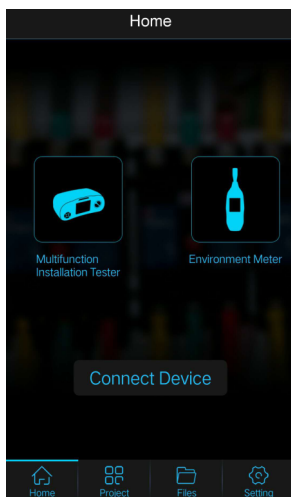 Home
Multifunction
Installation Tester
Environment Meter
Connect Device
Home
Project
Files
Setting